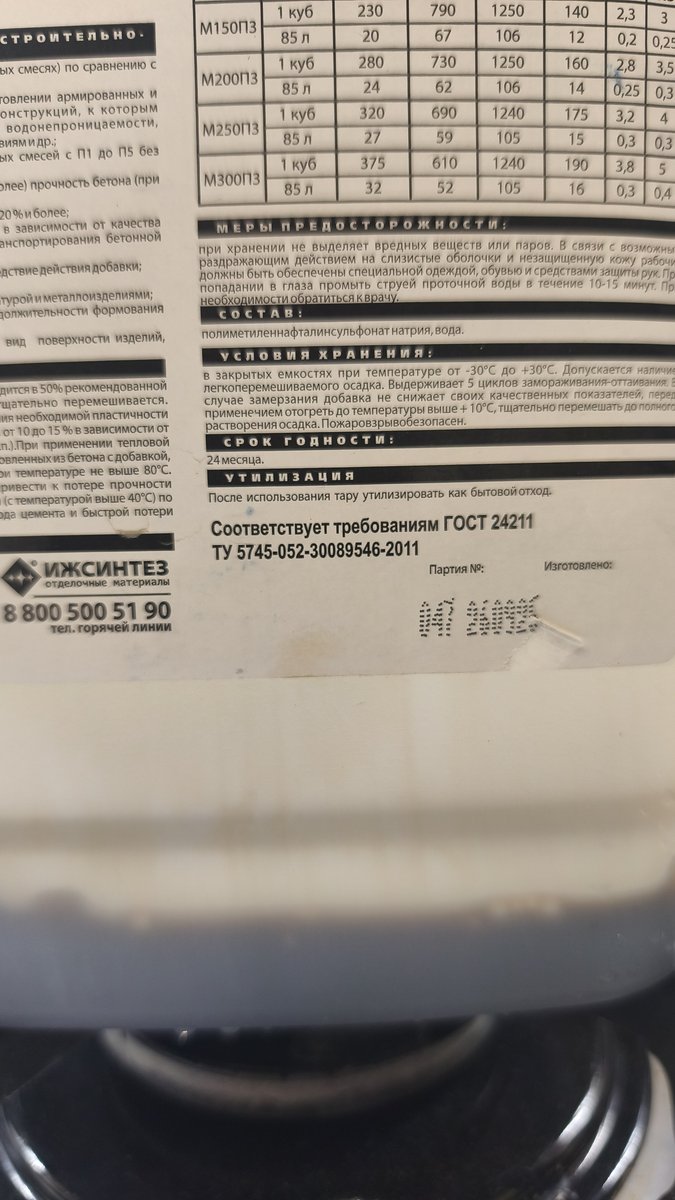 СТРОИТЕЛЬНО-
ых смесях) по сравнению с
товлении армированных и
онструкций, к которым
водонепроницаемости,
виям и др.;
ых смесей с П1 до П5 без
олее) прочность бетона (при
20% и более;
в зависимости от качества
анспортирования бетонной
едствие действия добавки;
турой и металлоизделиями;
должительности формования
вид поверхности изделий,
дится в 50% рекомендованной
тщательно перемешивается.
ия необходимой пластичности
от 10 до 15 % в зависимости от
п.). При применении тепловой
овленных из бетона с добавкой,
ри температуре не выше 80°С.
ривести к потере прочности
(с температурой выше 40°С) по
ода цемента и быстрой потери
ИЖСИНТЕЗ
отделочные материалы
8 800 500 51 90
тел. горячей линии
М150П3 1 куб 230 790 1250 140 2,3 3
85 л 20 67 106 12 0,2 0,25
М200П3 1 куб 280 730 1250 160 2,8 3,5
85 л 24 62 106 14 0,25 0,3
М250П3 1 куб 320 690 1240 175 3,2 4
85 л 27 59 105 15 0,3 0,3
М300П3 1 куб 375 610 1240 190 3,8 5
85 л 32 52 105 16 0,3 0,4
МЕРЫ ПРЕДОСТОРОЖНОСТИ:
при хранении не выделяет вредных веществ или паров. В связи с возможны
раздражающим действием на слизистые оболочки и незащищенную кожу рабочи
должны быть обеспечены специальной одеждой, обувью и средствами защиты рук. Пр
попадании в глаза промыть струей проточной воды в течение 10-15 минут. Пр
необходимости обратиться к врачу.
СОСТАВ:
полиметиленнафталинсульфонат натрия, вода.
УСЛОВИЯ ХРАНЕНИЯ:
в закрытых емкостях при температуре от -30°С до +30°С. Допускается наличие
легкоперемешиваемого осадка. Выдерживает 5 циклов замораживания-оттаивания. В
случае замерзания добавка не снижает своих качественных показателей, перед
применением отогреть до температуры выше + 10°С, тщательно перемешать до полного
растворения осадка. Пожаровзрывобезопасен.
СРОК ГОДНОСТИ:
24 месяца.
УТИЛИЗАЦИЯ
После использования тару утилизировать как бытовой отход.
Соответствует требованиям ГОСТ 24211
ТУ 5745-052-30089546-2011
Партия №: Изготовлено:
047 260925